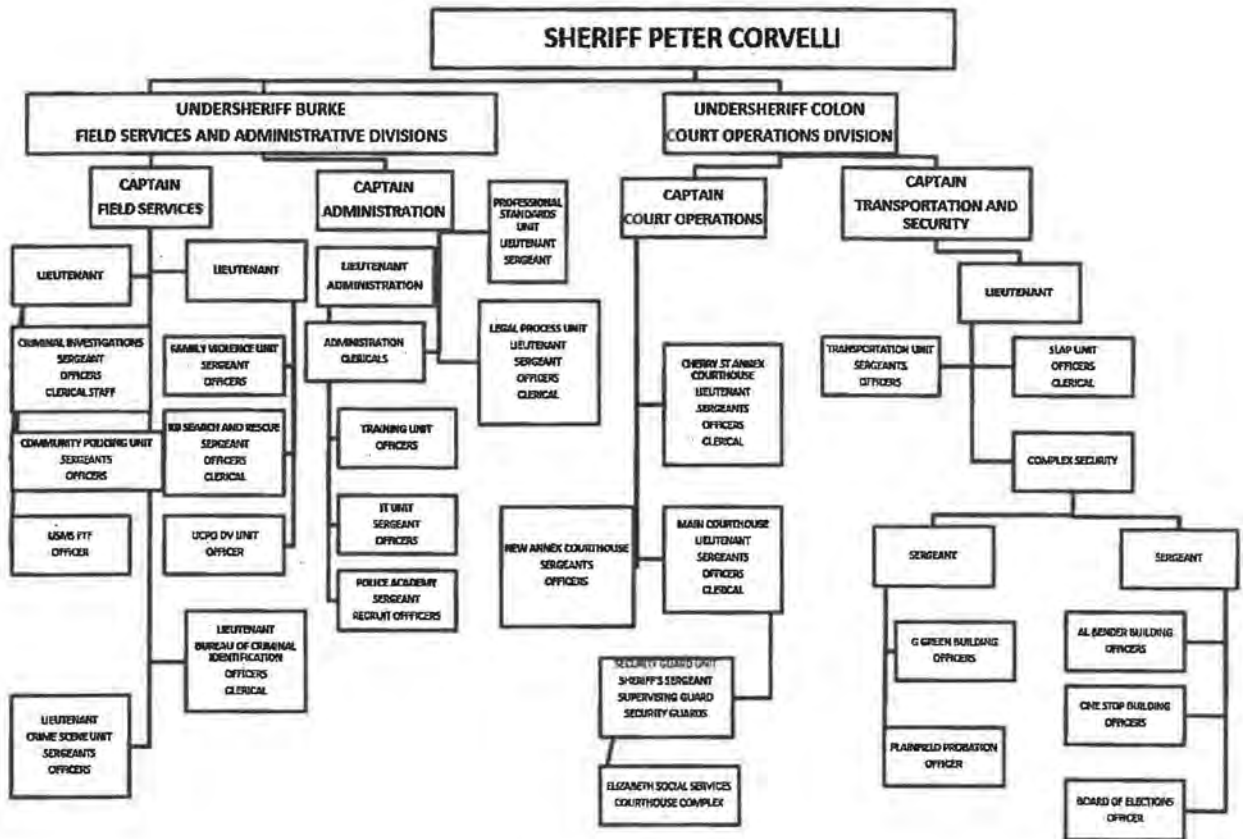 SHERIFF PETER CORVELLI
UNDERSHERIFF BURKE
FIELD SERVICES AND ADMINISTRATIVE DIVISIONS
UNDERSHERIFF COLON
COURT OPERATIONS DIVISION
CAPTAIN
FIELD SERVICES
CAPTAIN
ADMINISTRATION
PROFESSIONAL
STANDARDS
UNIT
LIEUTENANT
SERGEANT
CAPTAIN
COURT OPERATIONS
CAPTAIN
TRANSPORTATION AND
SECURITY
LIEUTENANT
LIEUTENANT
LIEUTENANT
ADMINISTRATION
LIEUTENANT
CRIMINAL INVESTIGATIONS
SERGEANT
OFFICERS
CLERICAL STAFF
FAMILY VIOLENCE UNIT
SERGEANT
OFFICERS
ADMINISTRATION
CLERICALS
LEGAL PROCESS UNIT
LIEUTENANT
SERGEANT
OFFICERS
CLERICAL
CHERRY ST ANNEX
COURTHOUSE
LIEUTENANT
SERGEANTS
OFFICERS
CLERICAL
TRANSPORTATION UNIT
SERGEANTS
OFFICERS
SLAP UNIT
OFFICERS
CLERICAL
COMMUNITY POLICING UNIT
SERGEANTS
OFFICERS
SEARCH AND RESCUE
SERGEANT
OFFICERS
CLERICAL
TRAINING UNIT
OFFICERS
COMPLEX SECURITY
USMS
OFFICER
UCPO DV UNIT
OFFICER
IT UNIT
SERGEANT
OFFICERS
NEW ANNEX COURTHOUSE
SERGEANTS
OFFICERS
MAIN COURTHOUSE
LIEUTENANT
SERGEANTS
OFFICERS
CLERICAL
SERGEANT
SERGEANT
POLICE ACADEMY
SERGEANT
RECRUIT OFFICERS
LIEUTENANT
BUREAU OF CRIMINAL
IDENTIFICATION
OFFICERS
CLERICAL
G GREEN BUILDING
OFFICERS
AL BENDER BUILDING
OFFICERS
SECURITY GUARD UNIT
SHERIFF'S SERGEANT
SUPERVISING GUARD
SECURITY GUARDS
LIEUTENANT
CRIME SCENE UNIT
SERGEANTS
OFFICERS
PLAINFIELD PROBATION
OFFICER
ONE STOP BUILDING
OFFICERS
ELIZABETH SOCIAL SERVICES
COURTHOUSE COMPLEX
BOARD OF ELECTIONS
OFFICER